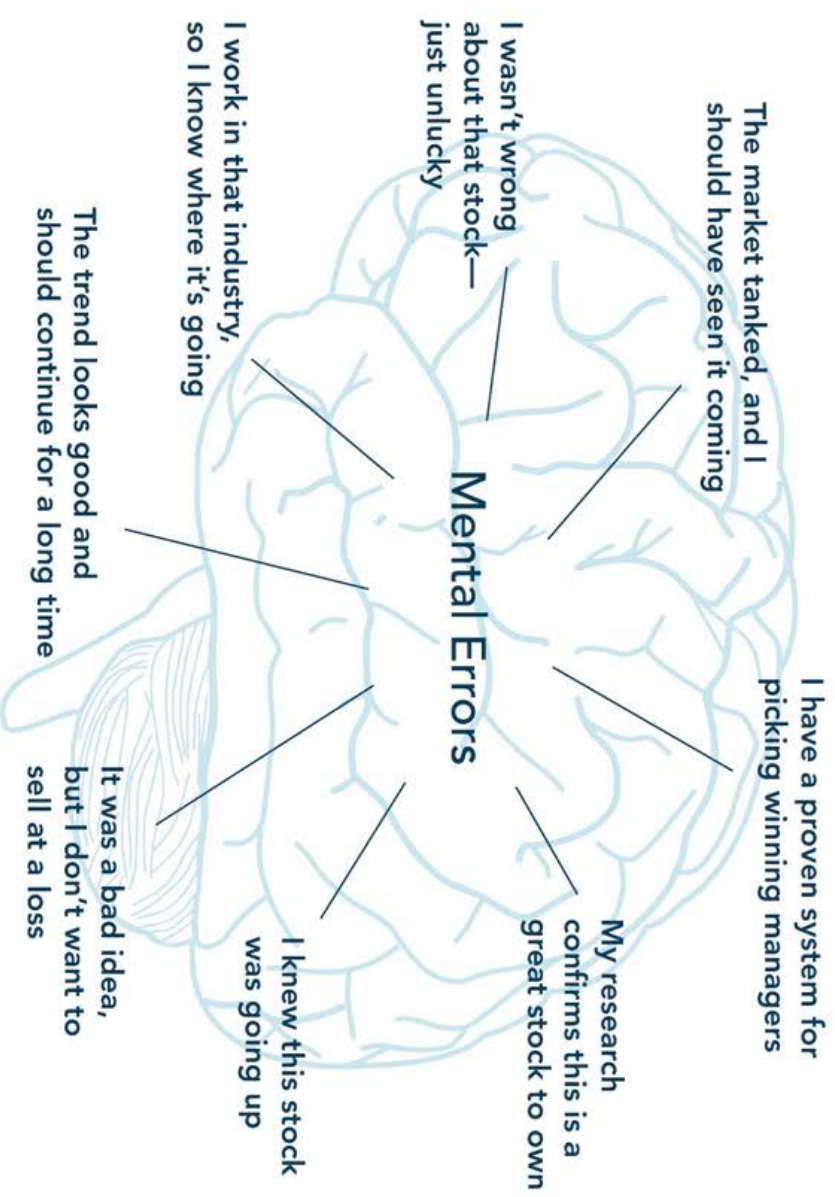 The market tanked, and I
should have seen it coming
I have a proven system for
picking winning managers
I wasn't wrong
about that stock—
just unlucky
My research
confirms this is a
great stock to own
Mental Errors
I work in that industry,
so I know where it's going
I knew this stock
was going up
The trend looks good and
should continue for a long time
It was a bad idea,
but I don't want to
sell at a loss